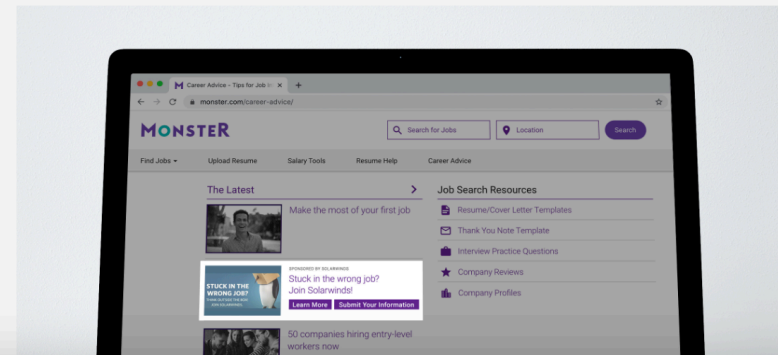 Career Advice - Tips for Job In
monster.com/career-advice/
MONSTER
Search for Jobs
Location
Search
Find Jobs
Upload Resume
Salary Tools
Resume Help
Career Advice
The Latest
Make the most of your first job
STUCK IN THE
WRONG JOB?
JOIN SOLARWINDS
SPONSORED BY SOLARWINDS
Stuck in the
wrong job?
Join Solarwinds!
Learn More
Submit Your Information
50 companies hiring entry-level
workers now
Job Search Resources
Resume/Cover Letter Templates
Thank You Note Template
Interview Practice Questions
Company Reviews
Company Profiles